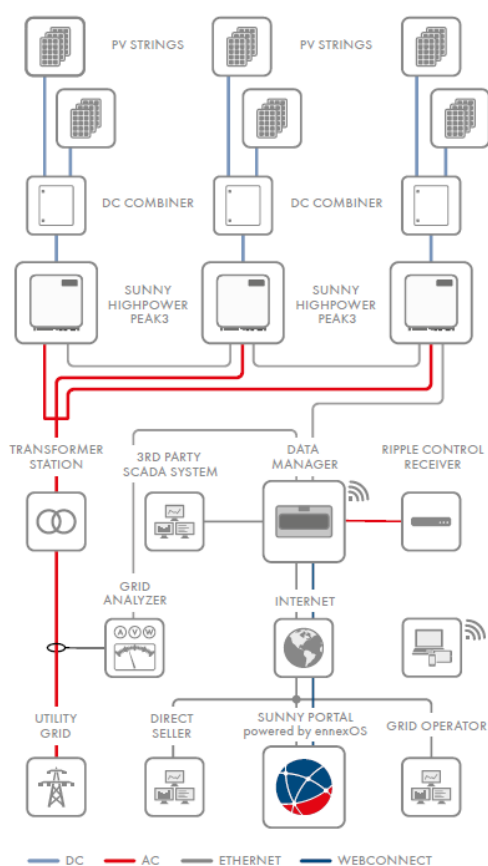 PV STRINGS
PV STRINGS
DC COMBINER
DC COMBINER
SUNNY
HIGHPOWER
PEAK3
SUNNY
HIGHPOWER
PEAK3
TRANSFORMER
STATION
3RD PARTY
SCADA SYSTEM
DATA
MANAGER
RIPPLE CONTROL
RECEIVER
GRID
ANALYZER
A V W
INTERNET
UTILITY
GRID
DIRECT
SELLER
SUNNY PORTAL
powered by ennexOS
GRID OPERATOR
DC
AC
ETHERNET
WEBCONNECT